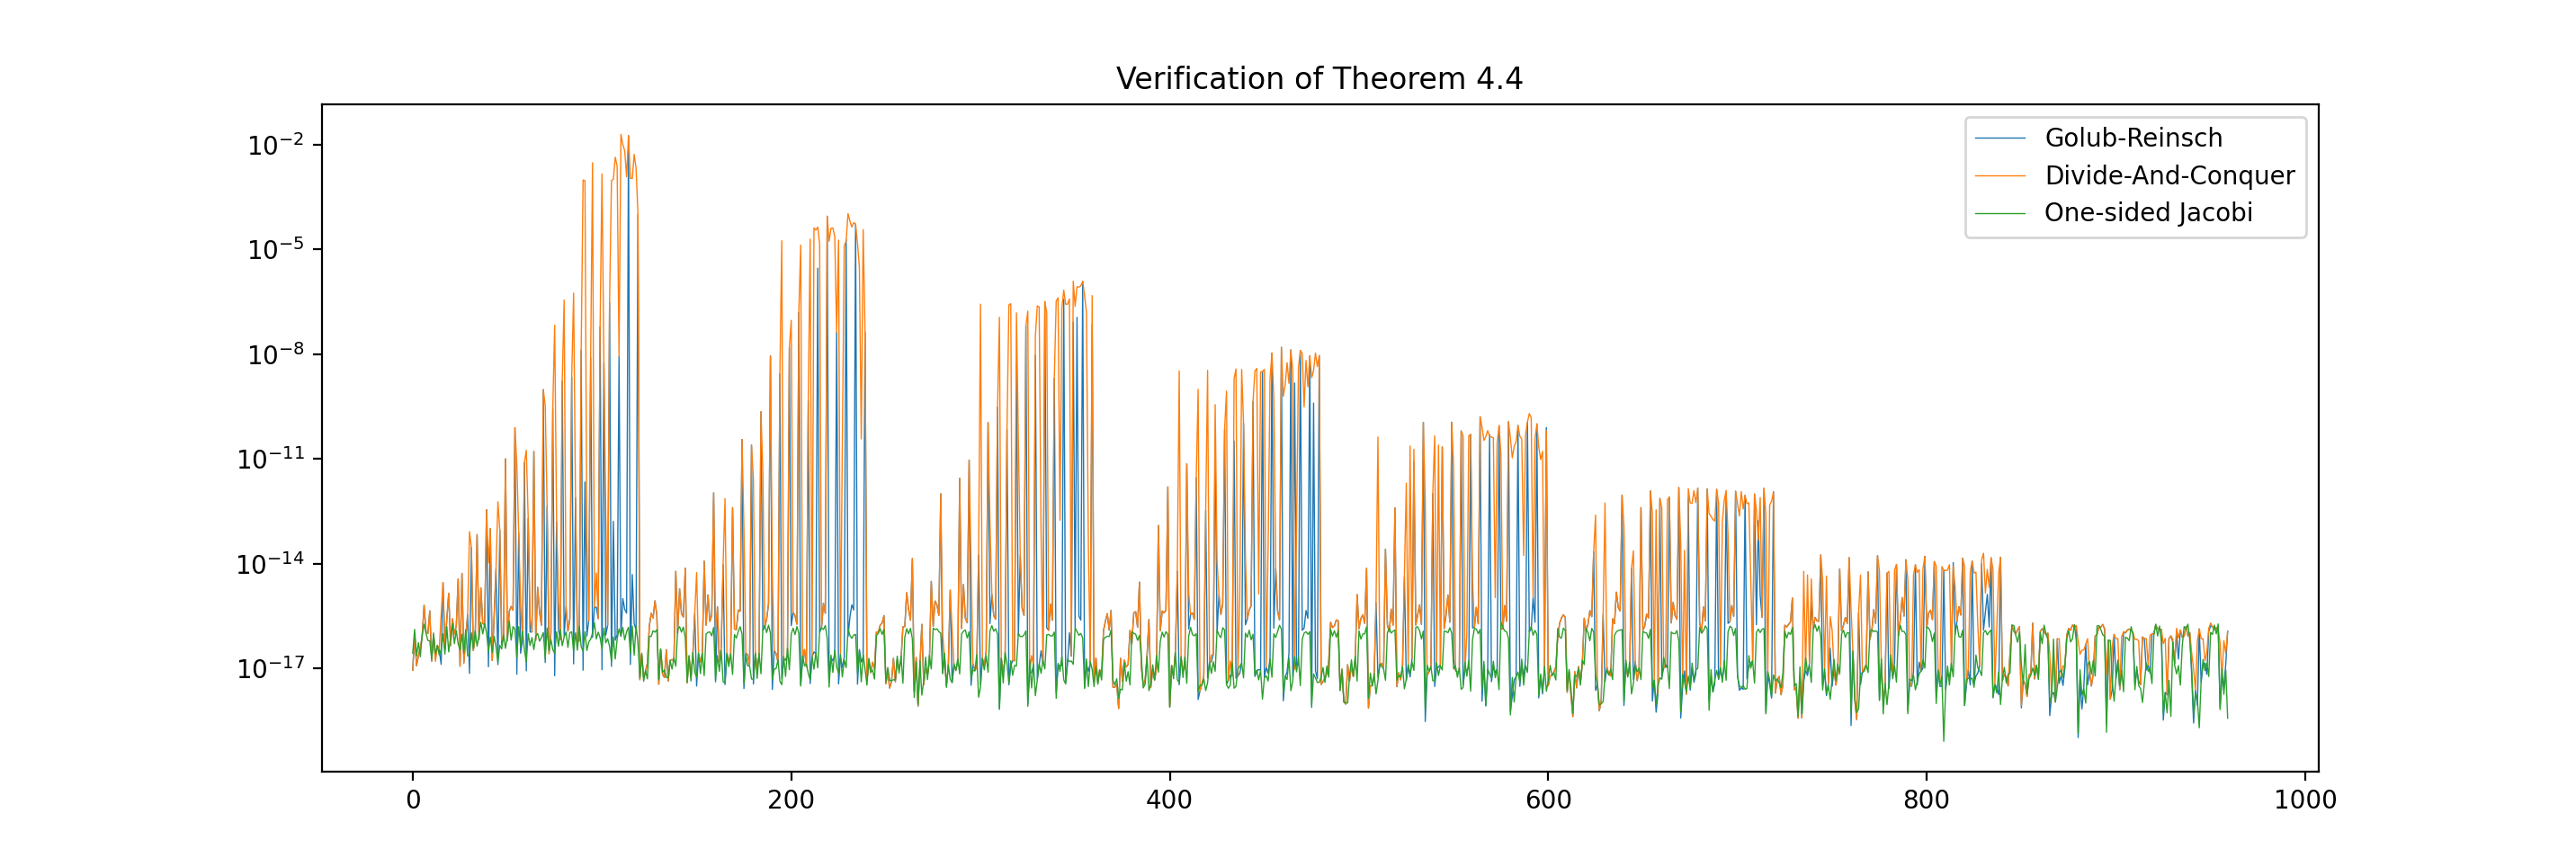 Verification of Theorem 4.4
Golub-Reinsch
Divide-And-Conquer
One-sided Jacobi
10⁻²
10⁻⁵
10⁻⁸
10⁻¹¹
10⁻¹⁴
10⁻¹⁷
0 200 400 600 800 1000